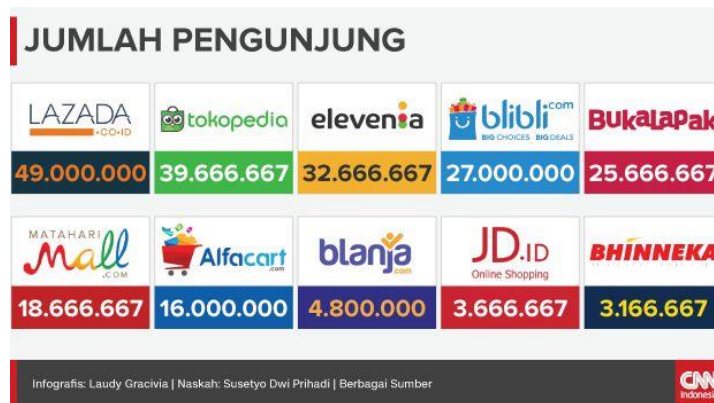 JUMLAH PENGUNJUNG
LAZADA
.CO.ID
49.000.000
tokopedia
39.666.667
elevenia
32.666.667
blibli.com
BIG CHOICES BIG DEALS
27.000.000
BUKALAPAK
25.666.667
MATAHARI
Mall
.COM
18.666.667
Alfacart
.com
16.000.000
blanja
.com
4.800.000
JD.ID
Online Shopping
3.666.667
BHINNEKA
3.166.667
Infografis: Laudy Gracivia | Naskah: Susetyo Dwi Prihadi | Berbagai Sumber
CNN
Indonesia